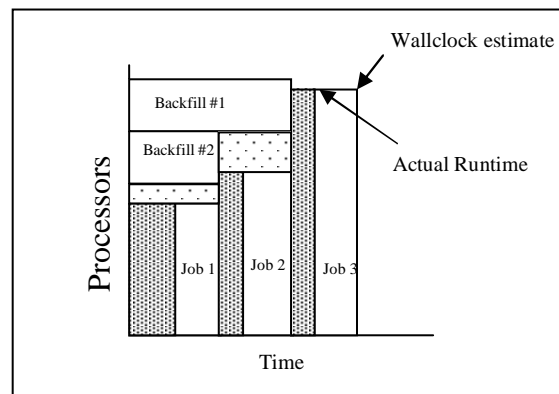 Wallclock estimate
Backfill #1
Backfill #2
Actual Runtime
Processors
Job 1
Job 2
Job 3
Time